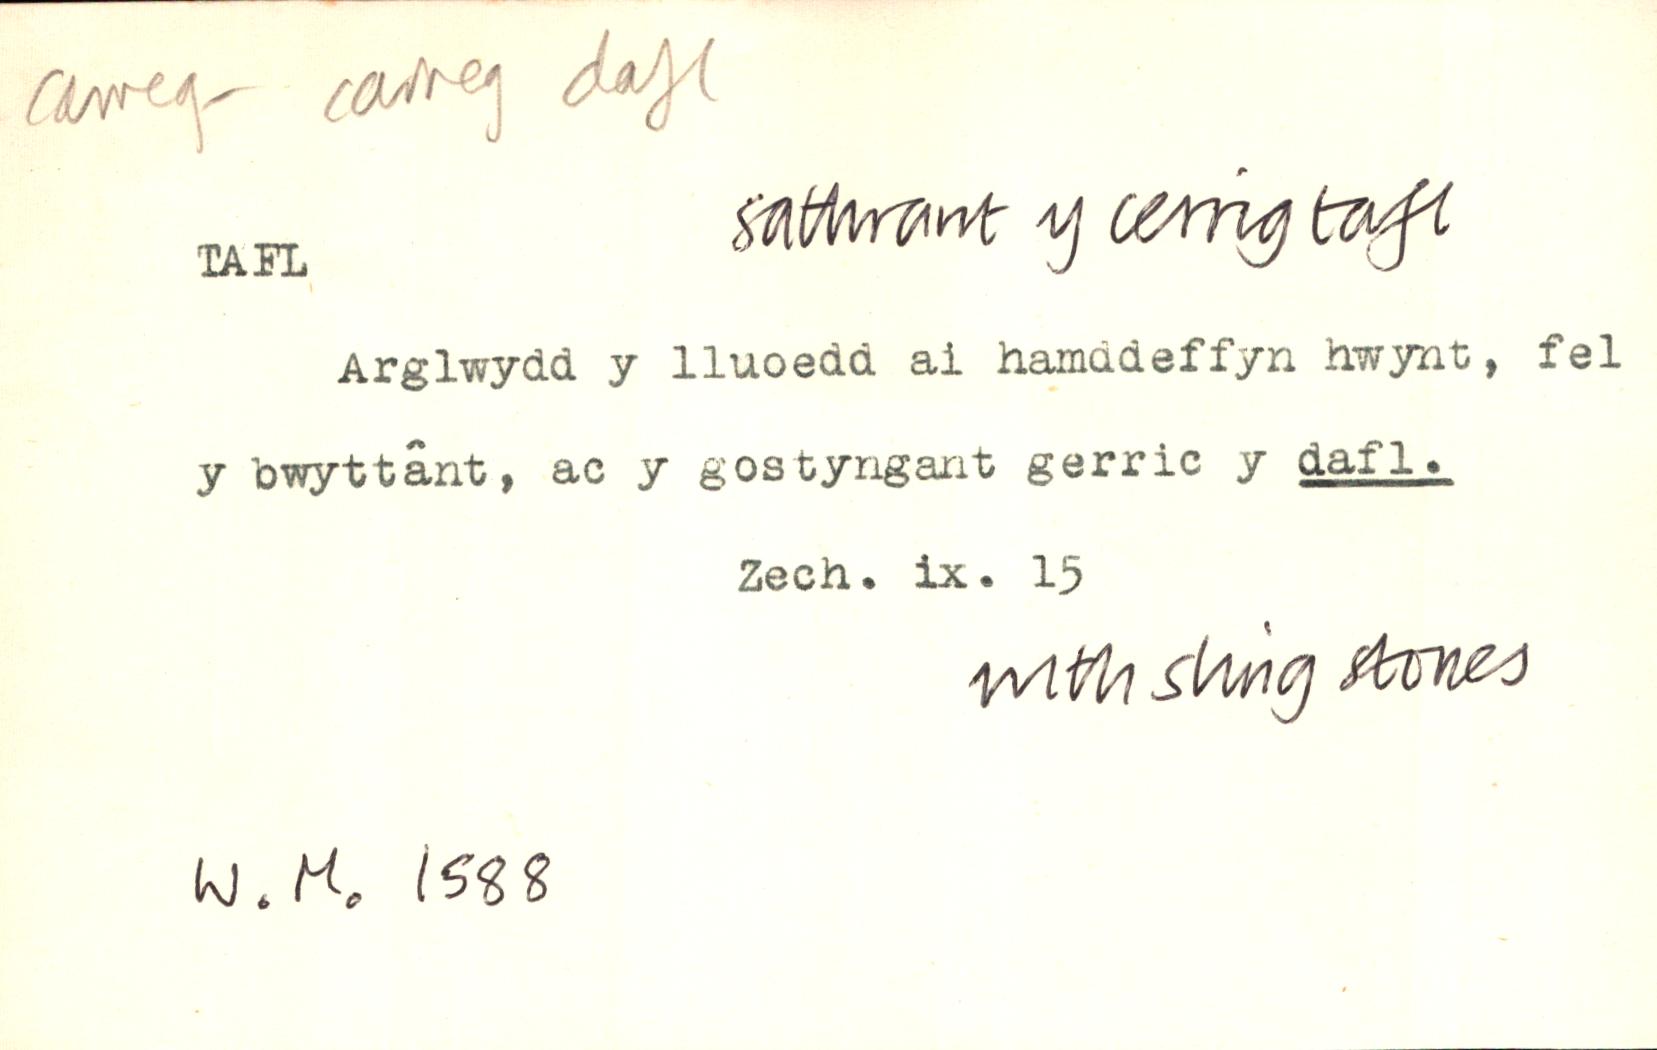 carreg- carreg dafl
sathrant y cerrig tafl
TAFL
Arglwydd y lluoedd ai hamddeffyn hwynt, fel
y bwyttânt, ac y gostyngant gerric y dafl.
Zech. ix. 15
with sling stones
W. M. 1588